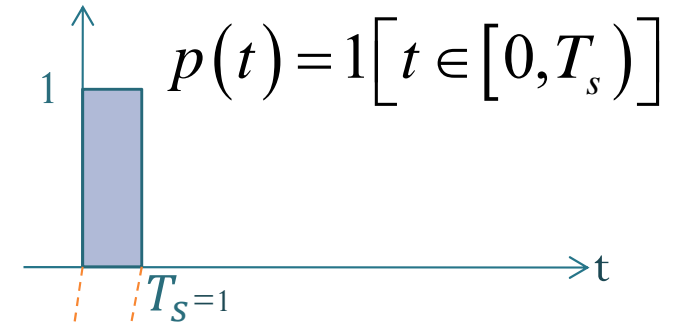 p(t) = 1[t ∈ [0, Tₛ)]
1
t
Tₛ=1